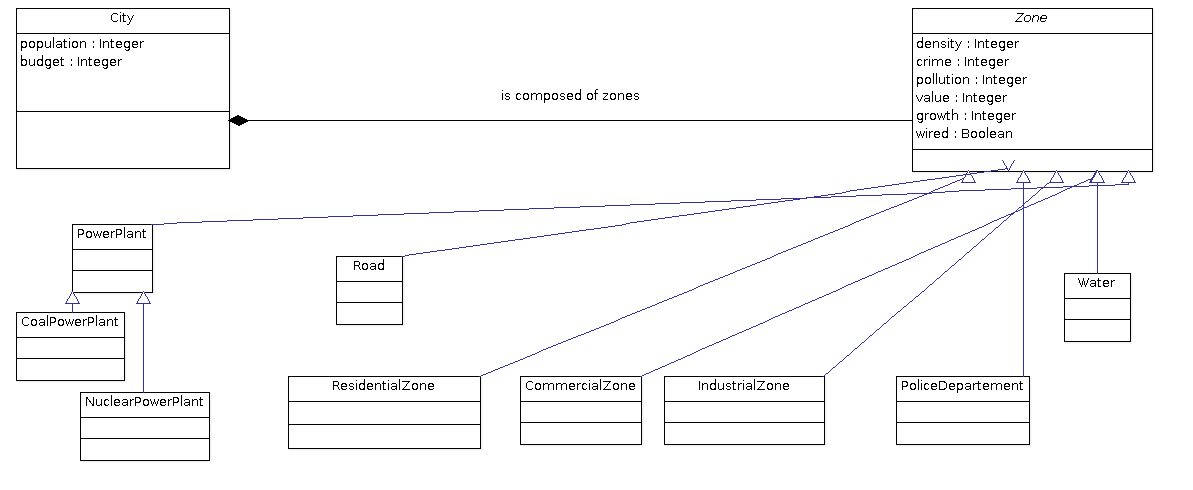 City
population : Integer
budget : Integer
is composed of zones
Zone
density : Integer
crime : Integer
pollution : Integer
value : Integer
growth : Integer
wired : Boolean
PowerPlant
Road
Water
CoalPowerPlant
NuclearPowerPlant
ResidentialZone
CommercialZone
IndustrialZone
PoliceDepartement